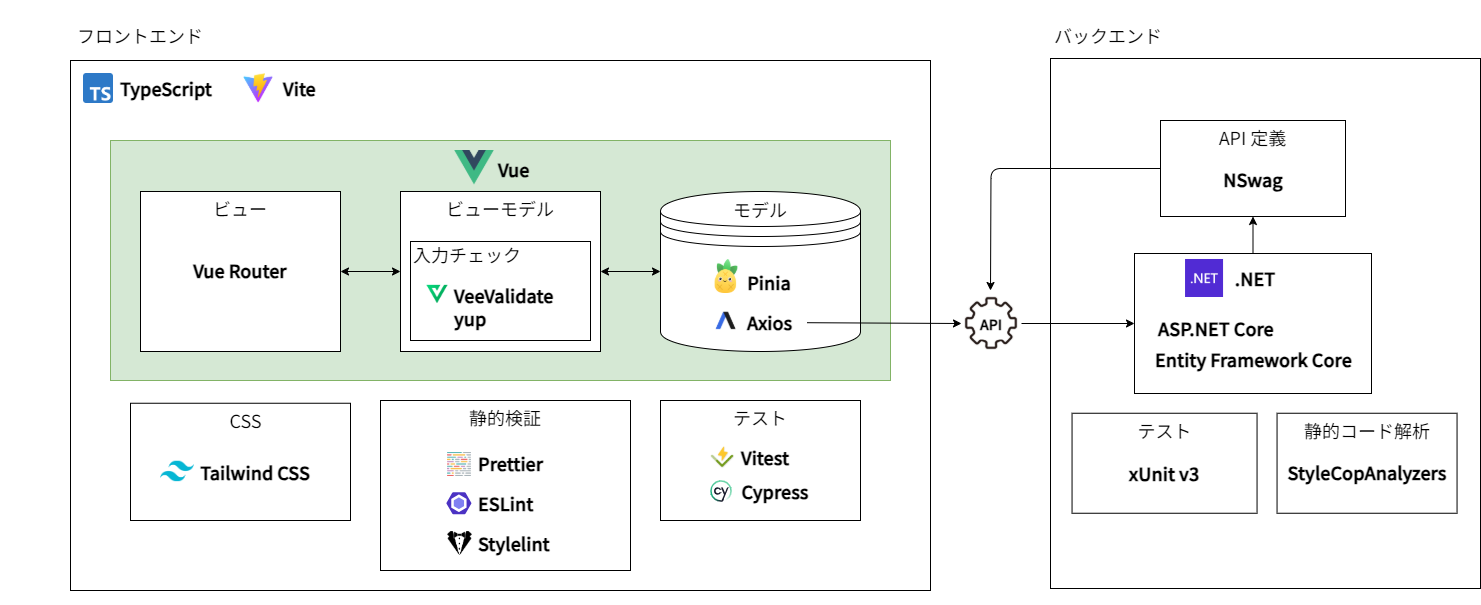 フロントエンド
TS TypeScript
Vite
Vue
ビュー
Vue Router
ビューモデル
入力チェック
VeeValidate
yup
モデル
Pinia
Axios
CSS
Tailwind CSS
静的検証
Prettier
ESLint
Stylelint
テスト
Vitest
cy Cypress
API
バックエンド
API 定義
NSwag
.NET .NET
ASP.NET Core
Entity Framework Core
テスト
xUnit v3
静的コード解析
StyleCopAnalyzers